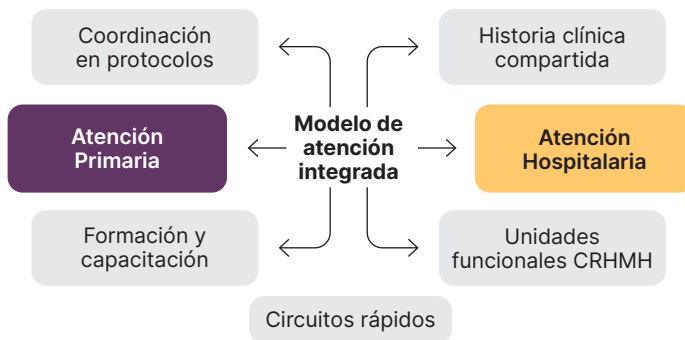 Coordinación
en protocolos
Historia clínica
compartida
Atención
Primaria
Modelo de
atención
integrada
Atención
Hospitalaria
Formación y
capacitación
Unidades
funcionales CRHMH
Circuitos rápidos